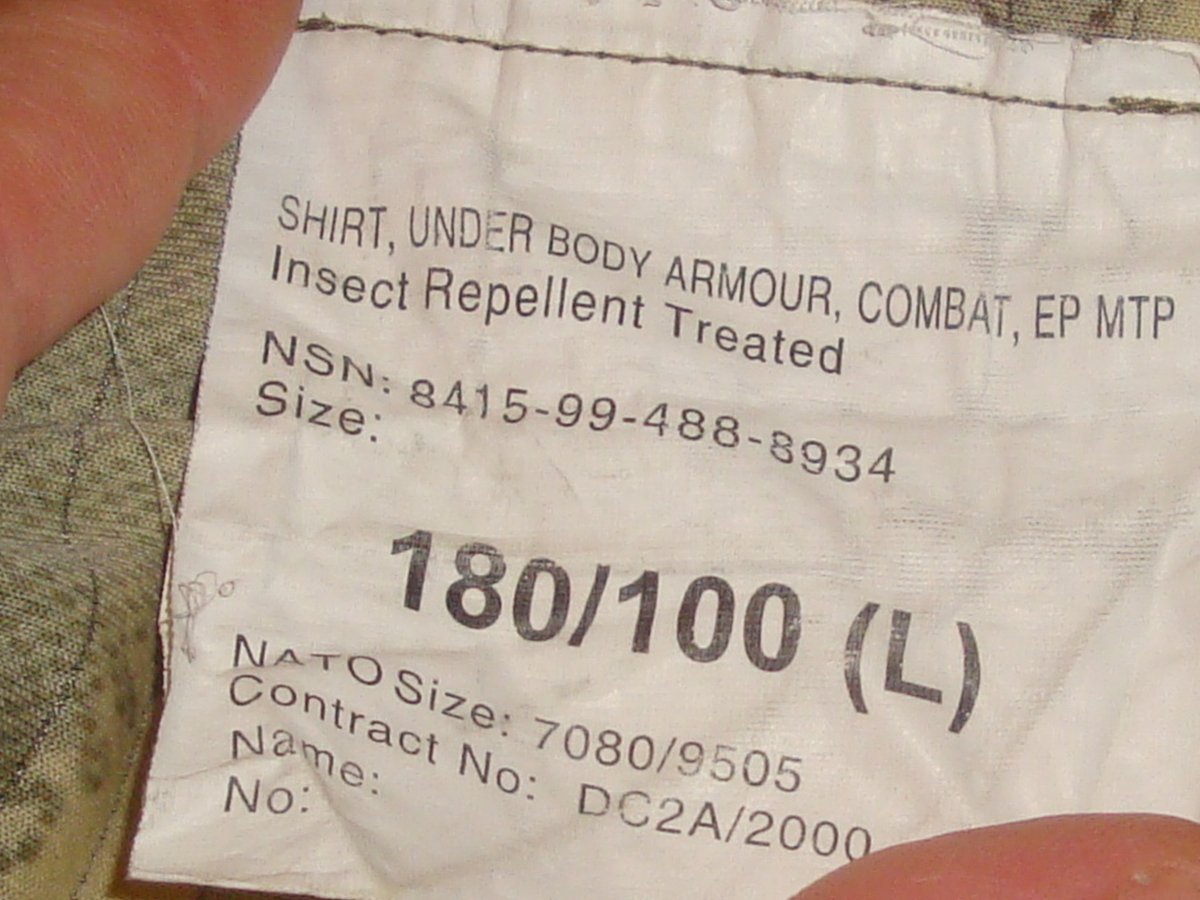 SHIRT, UNDER BODY ARMOUR, COMBAT, EP MTP
Insect Repellent Treated
NSN: 8415-99-488-8934
Size:
180/100 (L)
NATO Size: 7080/9505
Contract No: DC2A/2000
Name:
No: